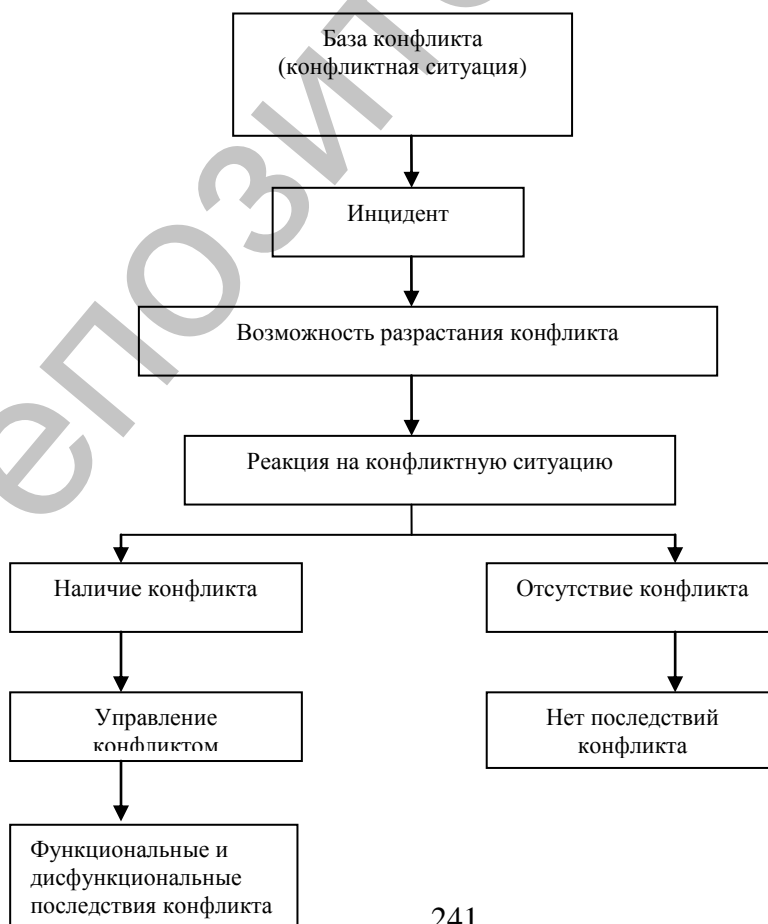 База конфликта
(конфликтная ситуация)
Инцидент
Возможность разрастания конфликта
Реакция на конфликтную ситуацию
Наличие конфликта
Отсутствие конфликта
Управление
конфликтом
Нет последствий
конфликта
Функциональные и
дисфункциональные
последствия конфликта
241
епозит